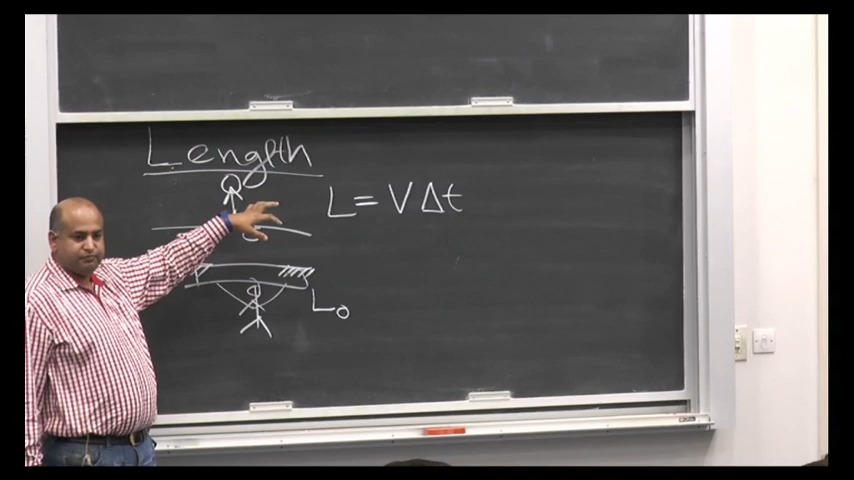 Length
L = V Δt
L₀